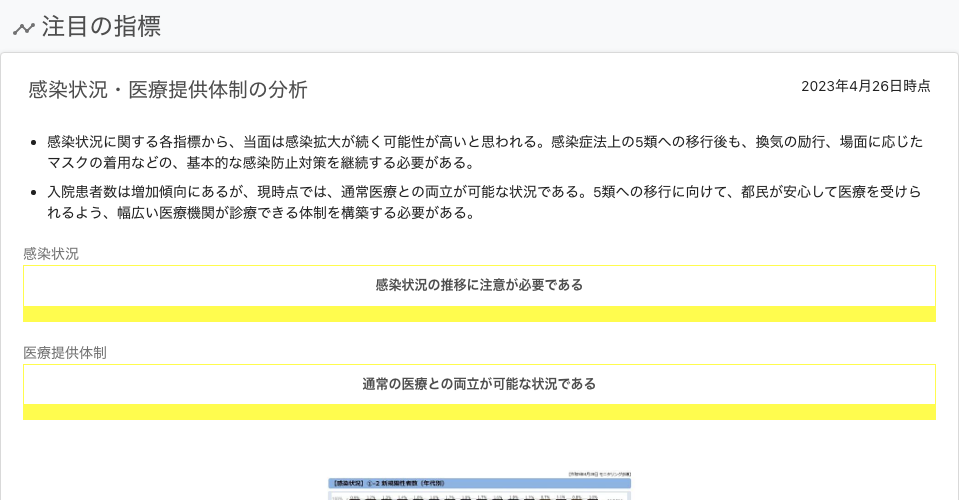 注目の指標
感染状況・医療提供体制の分析
2023年4月26日時点
感染状況に関する各指標から、当面は感染拡大が続く可能性が高いと思われる。感染症法上の5類への移行後も、換気の励行、場面に応じた
マスクの着用などの、基本的な感染防止対策を継続する必要がある。
入院患者数は増加傾向にあるが、現時点では、通常医療との両立が可能な状況である。5類への移行に向けて、都民が安心して医療を受けら
れるよう、幅広い医療機関が診療できる体制を構築する必要がある。
感染状況
感染状況の推移に注意が必要である
医療提供体制
通常の医療との両立が可能な状況である
【感染状況】①-2 新規陽性者数（年代別）